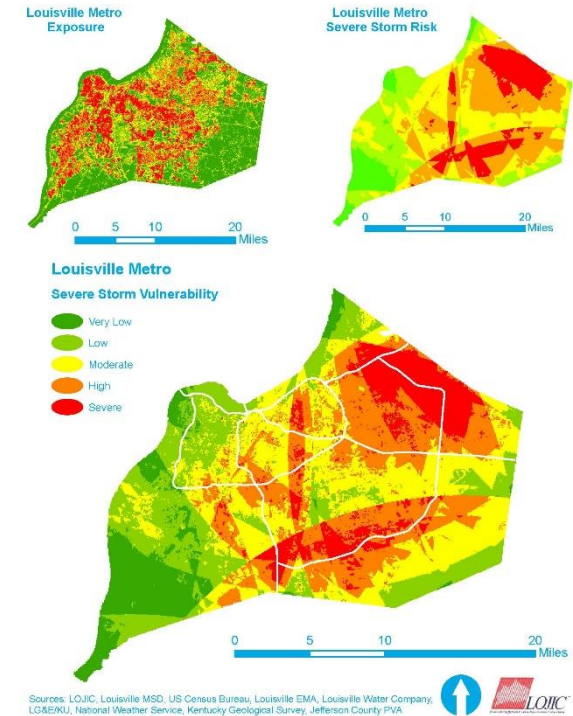 Louisville Metro
Exposure
Louisville Metro
Severe Storm Risk
0 5 10 20
Miles
0 5 10 20
Miles
Louisville Metro
Severe Storm Vulnerability
Very Low
Low
Moderate
High
Severe
0 5 10 20
Miles
Sources: LOJIC, Louisville MSD, US Census Bureau, Louisville EMA, Louisville Water Company,
LG&E/KU, National Weather Service, Kentucky Geological Survey, Jefferson County PVA
LOJIC